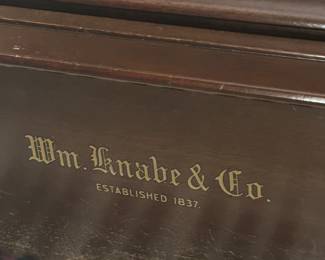 Wm. Knabe & Co.
ESTABLISHED 1837.